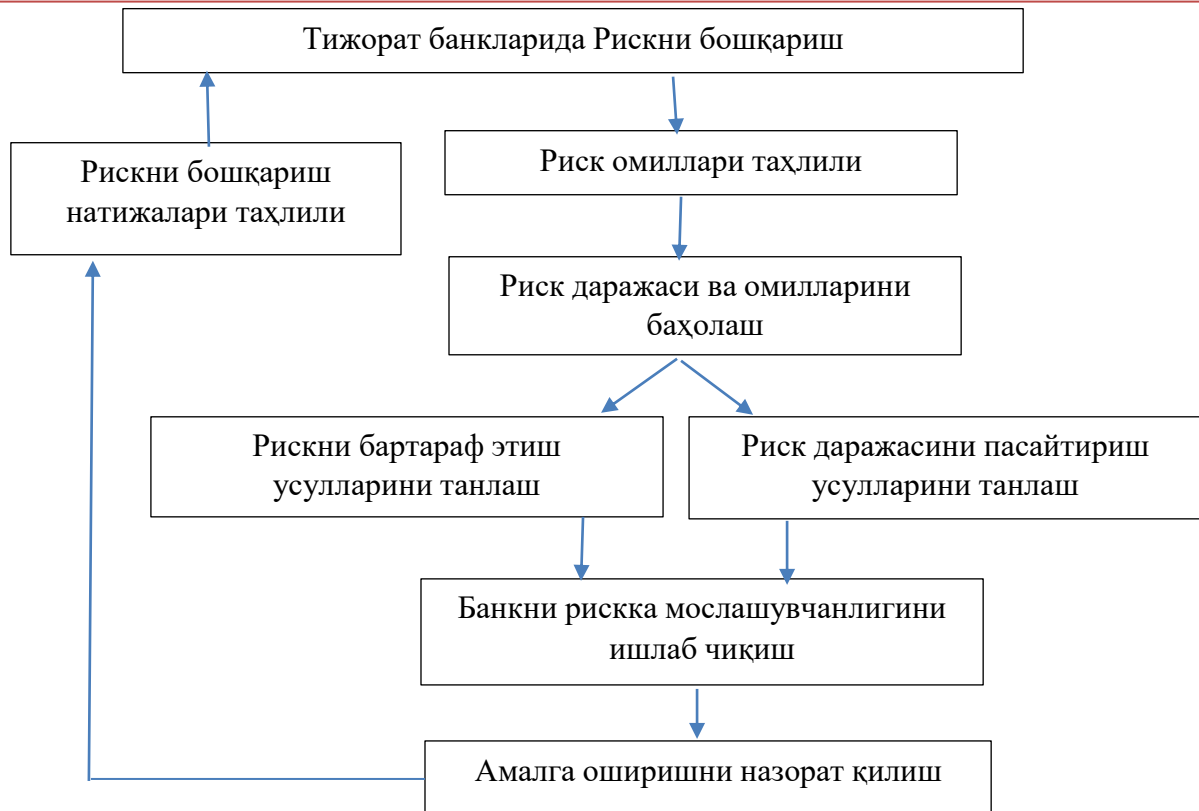 Тижорат банкларида Рискни бошқариш
Рискни бошқариш
натижалари таҳлили
Риск омиллари таҳлили
Риск даражаси ва омилларини
баҳолаш
Рискни бартараф этиш
усулларини танлаш
Риск даражасини пасайтириш
усулларини танлаш
Банкни рискка мослашувчанлигини
ишлаб чиқиш
Амалга оширишни назорат қилиш